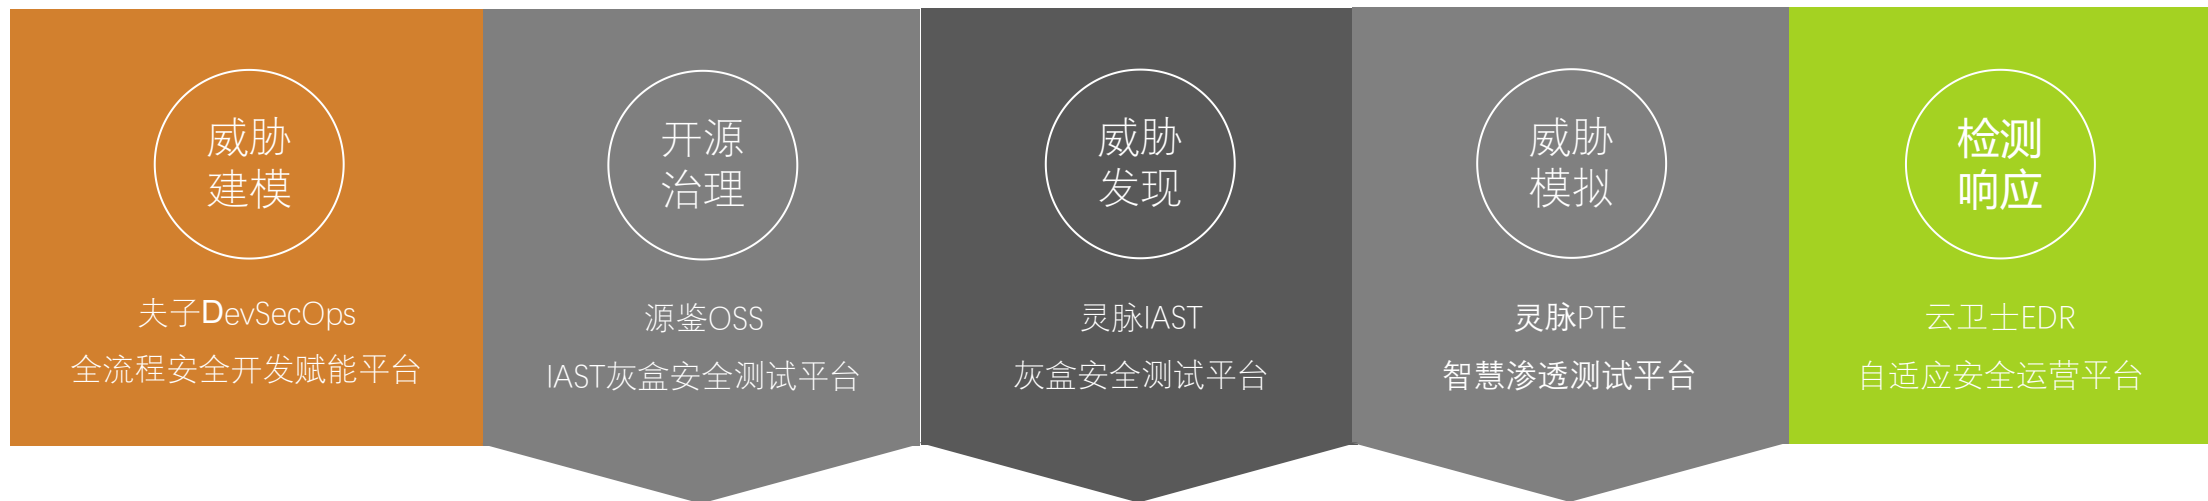 威胁
建模
夫子DevSecOps
全流程安全开发赋能平台
开源
治理
源鉴OSS
IAST灰盒安全测试平台
威胁
发现
灵脉IAST
灰盒安全测试平台
威胁
模拟
灵脉PTE
智慧渗透测试平台
检测
响应
云卫士EDR
自适应安全运营平台